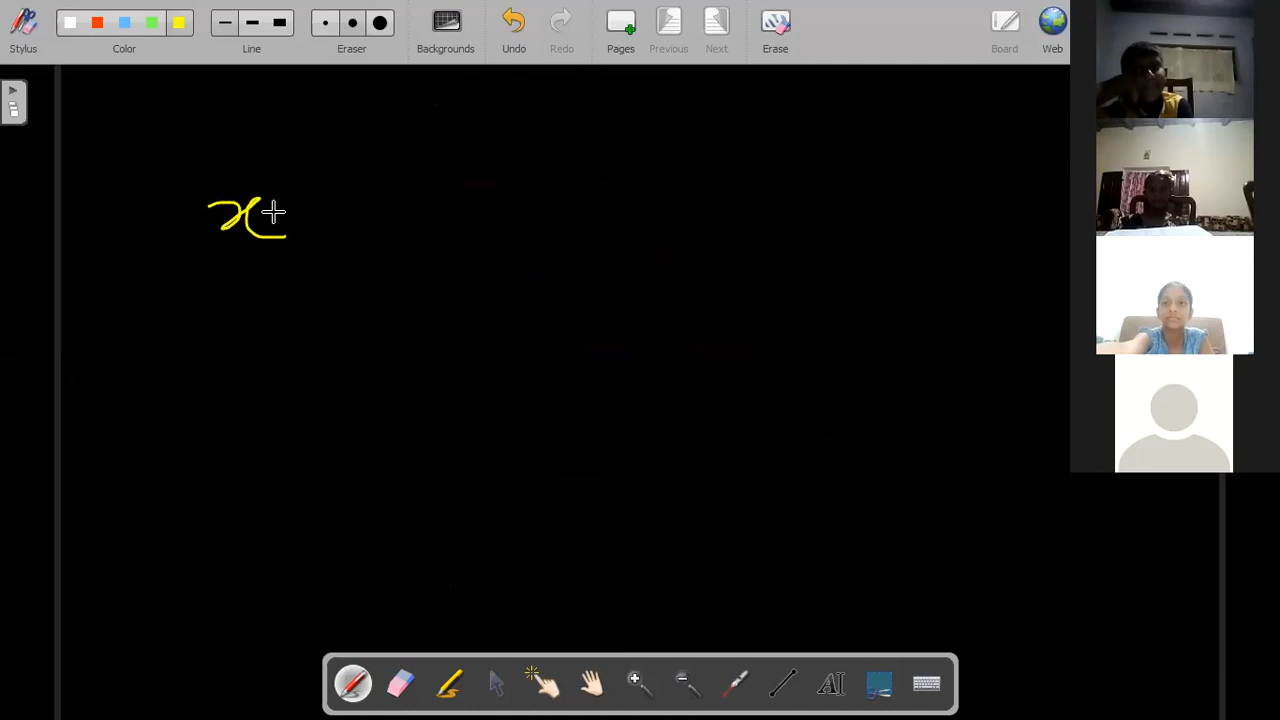 Stylus
Color
Line
Eraser
Backgrounds
Undo
Redo
Pages
Previous
Next
Erase
Board
Web
x